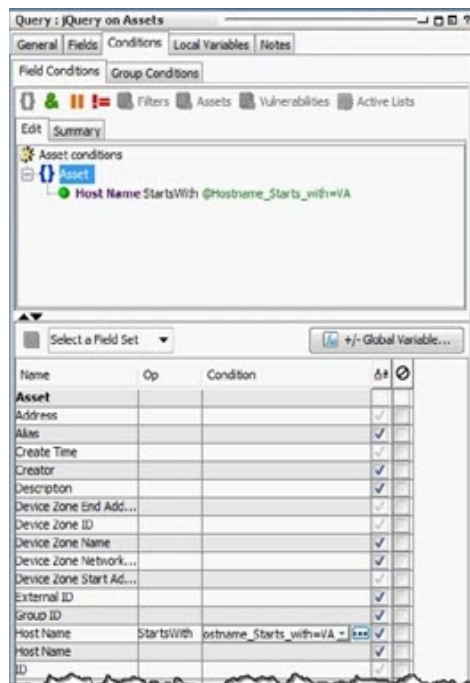 Query : jQuery on Assets
General Fields Conditions Local Variables Notes
Field Conditions Group Conditions
{} & || != Filters Assets Vulnerabilities Active Lists
Edit Summary
Asset conditions
{} Asset
Host Name StartsWith @Hostname_Starts_with=VA
Select a Field Set +/- Global Variable...
Name Op Condition
Asset
Address
Alias
Create Time
Creator
Description
Device Zone End Add...
Device Zone ID
Device Zone Name
Device Zone Network...
Device Zone Start Ad...
External ID
Group ID
Host Name StartsWith ostname_Starts_with=VA ...
Host Name
ID